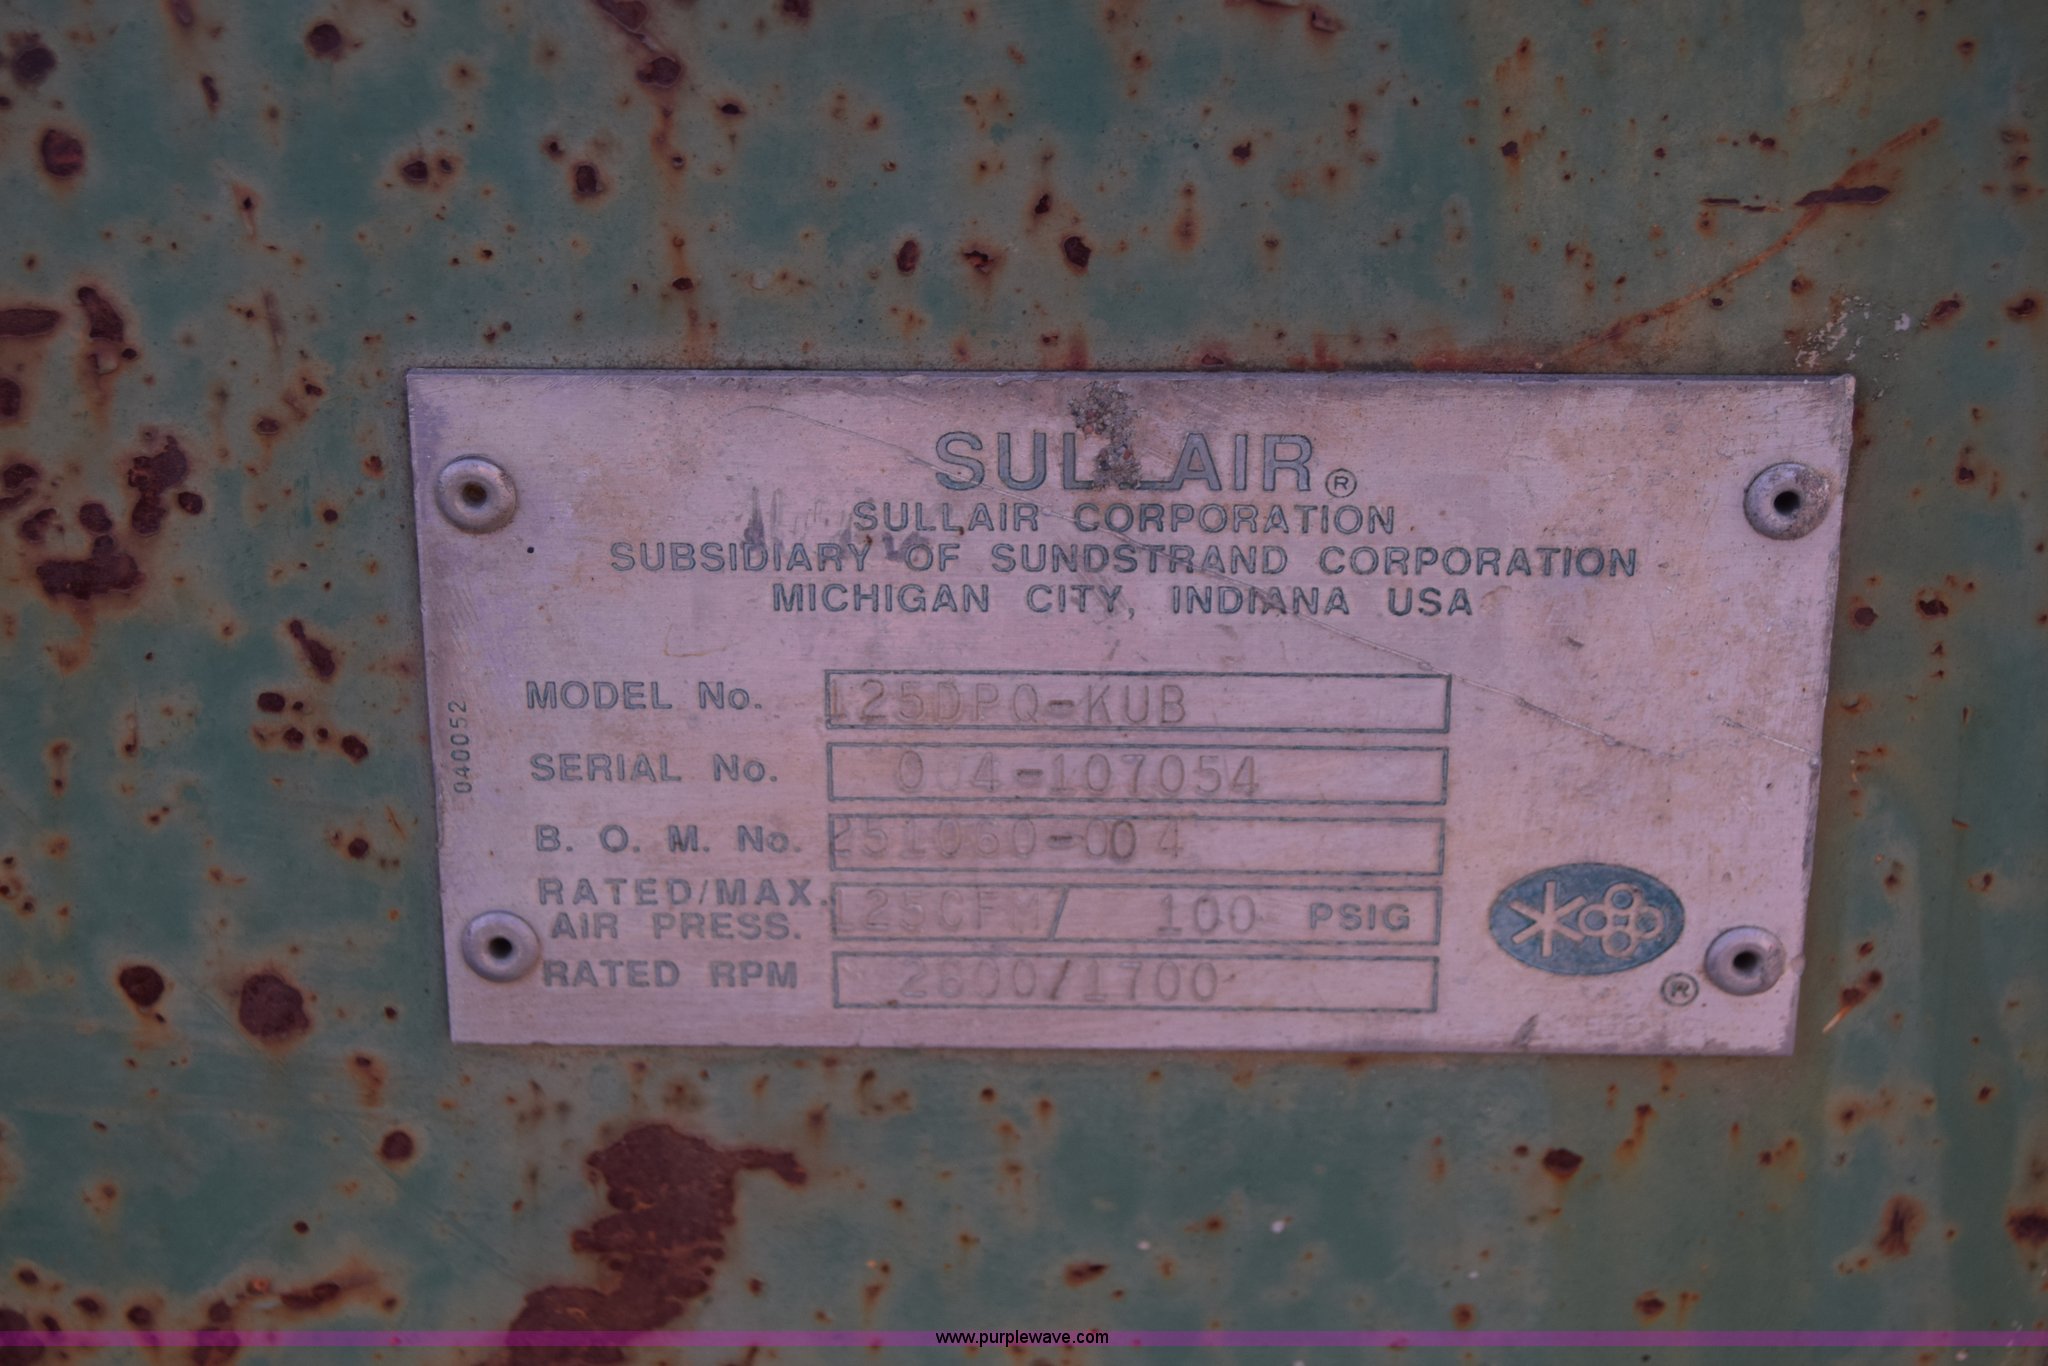 SULLAIR®
SULLAIR CORPORATION
SUBSIDIARY OF SUNDSTRAND CORPORATION
MICHIGAN CITY, INDIANA USA
MODEL No. 125DPQ-KUB
SERIAL No. 004-107054
B. O. M. No. 251060-004
RATED/MAX. AIR PRESS. 125CFM/ 100 PSIG
RATED RPM 2600/1700
040052
®
www.purplewave.com